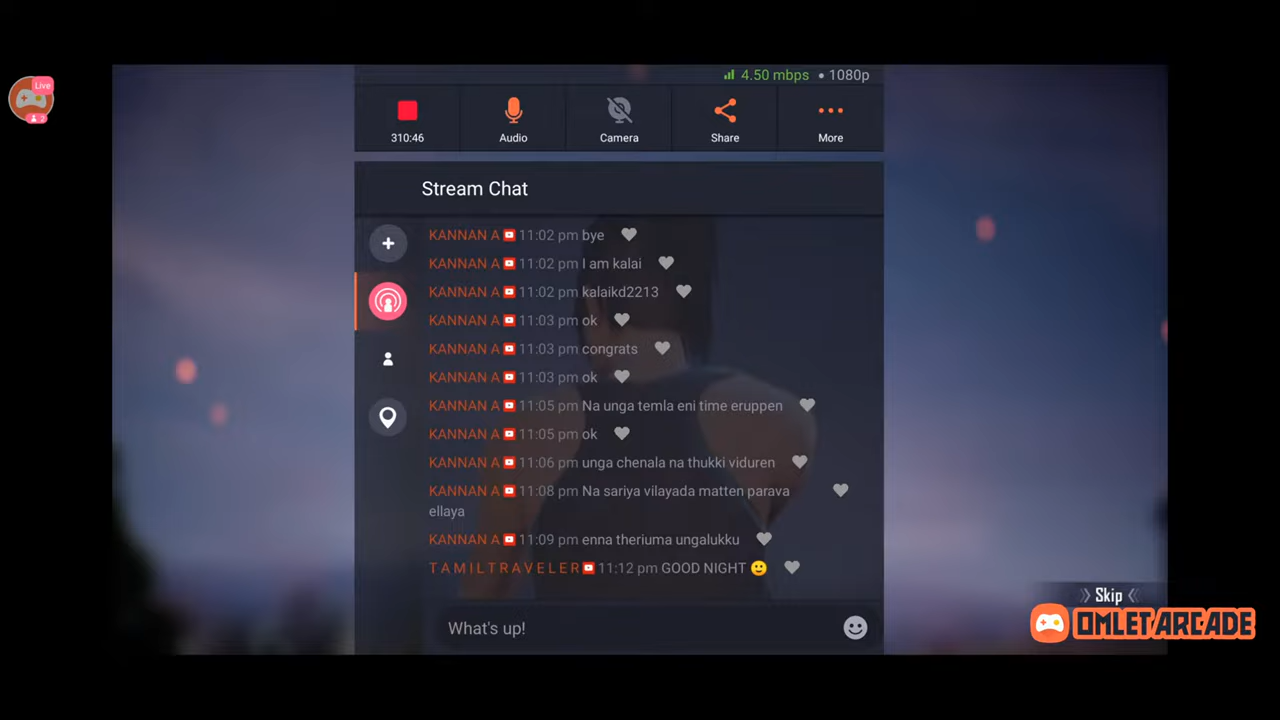 Live
4.50 mbps • 1080p
310:46
Audio
Camera
Share
More
Stream Chat
KANNAN A 11:02 pm bye
KANNAN A 11:02 pm I am kalai
KANNAN A 11:02 pm kalaikd2213
KANNAN A 11:03 pm ok
KANNAN A 11:03 pm congrats
KANNAN A 11:03 pm ok
KANNAN A 11:05 pm Na unga temla eni time eruppen
KANNAN A 11:05 pm ok
KANNAN A 11:06 pm unga chenala na thukki viduren
KANNAN A 11:08 pm Na sariya vilayada matten parava
ellaya
KANNAN A 11:09 pm enna theriuma ungalukku
T A M I L T R A V E L E R 11:12 pm GOOD NIGHT 🙂
What's up!
Skip
OMLET ARCADE